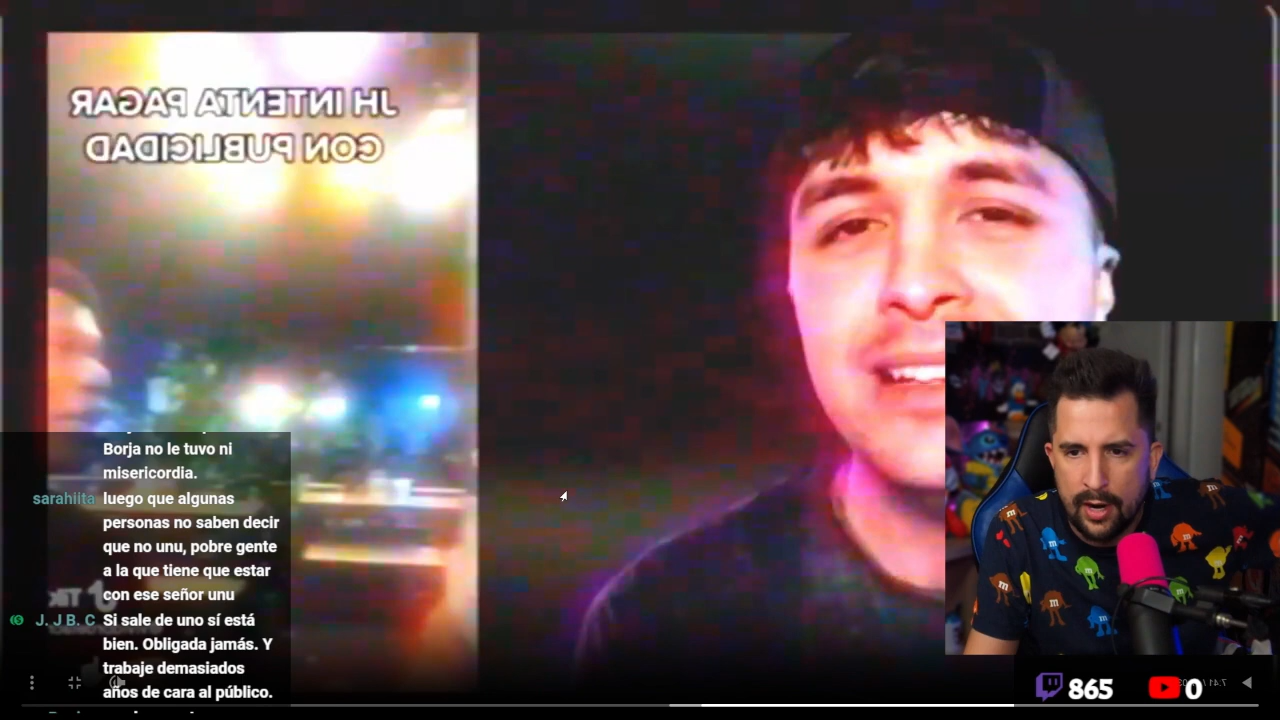 JH INTENTA PAGAR
CON PUBLICIDAD
Borja no le tuvo ni
misericordia.
sarahiita luego que algunas
personas no saben decir
que no unu, pobre gente
a la que tiene que estar
con ese señor unu
J. J B. C Si sale de uno sí está
bien. Obligada jamás. Y
trabaje demasiados
años de cara al público.
865 0